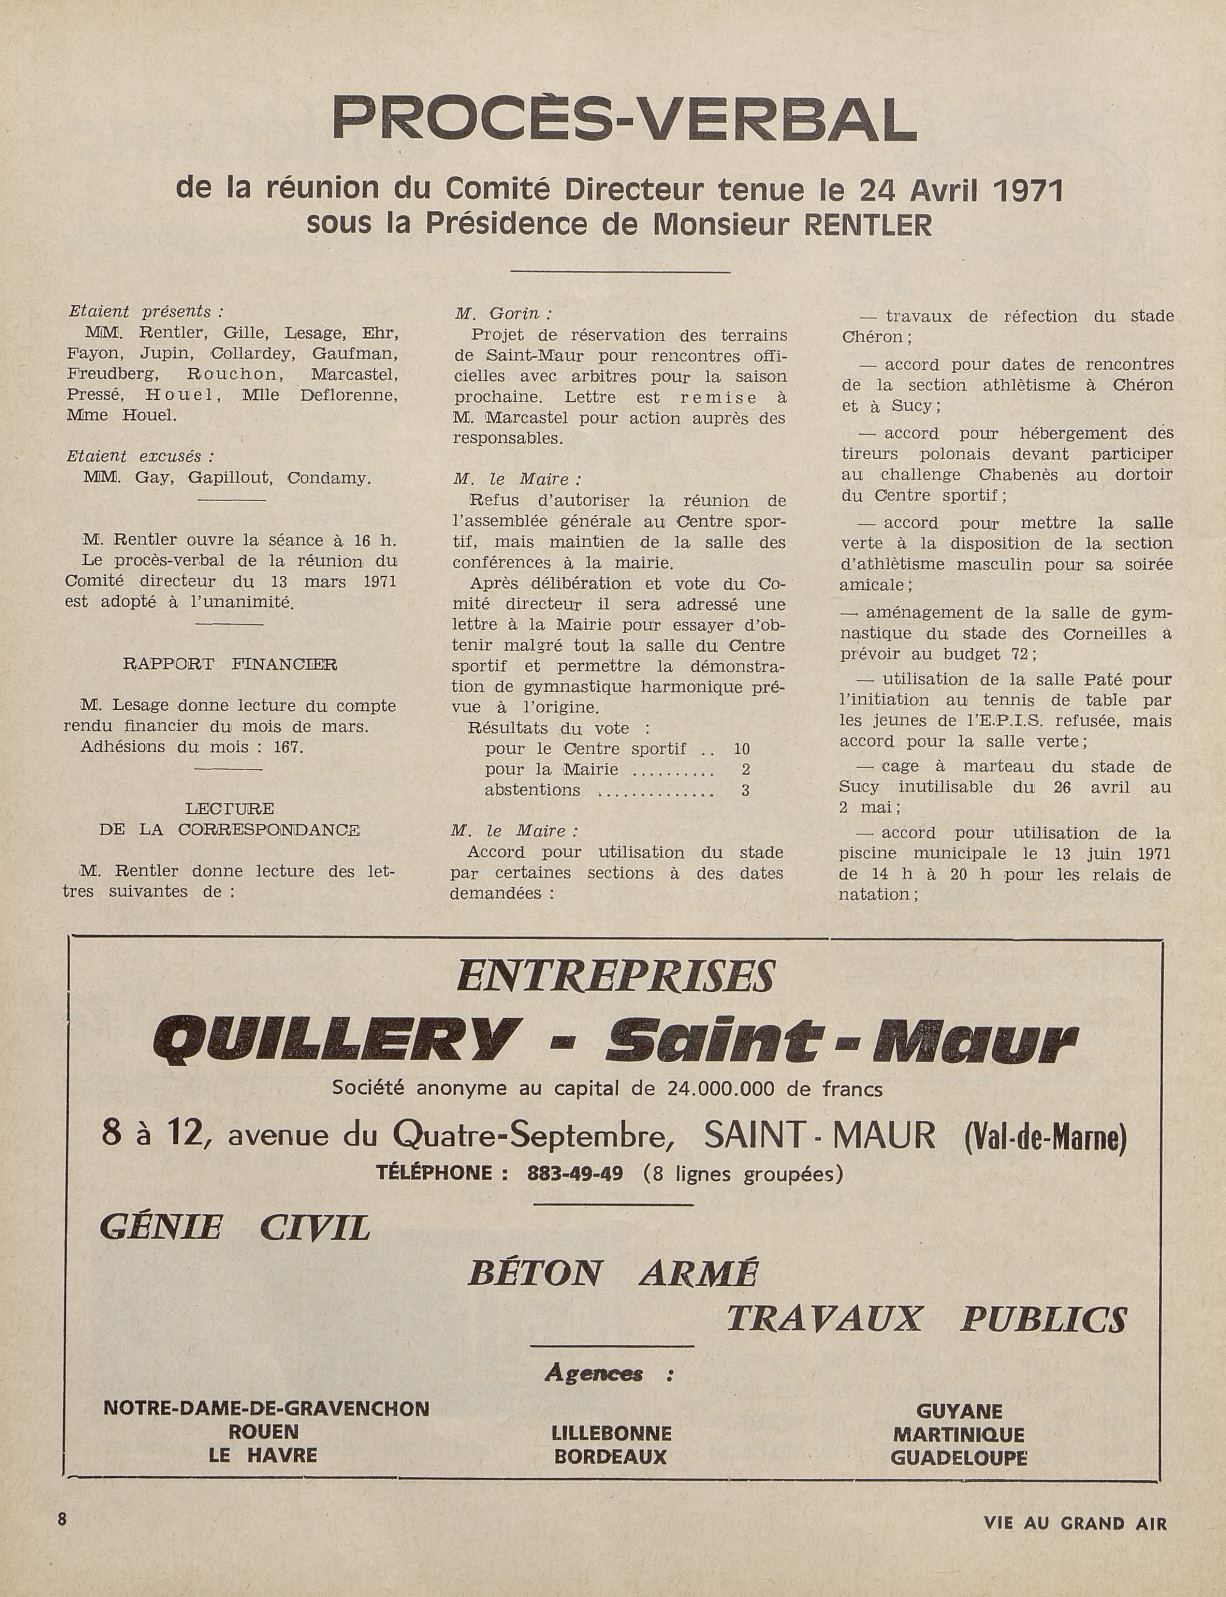 PROCÈS-VERBAL
de la réunion du Comité Directeur tenue le 24 Avril 1971
sous la Présidence de Monsieur RENTLER
Etaient présents :
MM. Rentler, Gille, Lesage, Ehr,
Fayon, Jupin, Collardey, Gaufman,
Freudberg, Rouchon, Marcastel,
Pressé, Houel, Mlle Deflorenne,
Mme Houel.
Etaient excusés :
MM. Gay, Gapillout, Condamy.
M. Rentler ouvre la séance à 16 h.
Le procès-verbal de la réunion du
Comité directeur du 13 mars 1971
est adopté à l'unanimité.
RAPPORT FINANCIER
M. Lesage donne lecture du compte
rendu financier du mois de mars.
Adhésions du mois : 167.
LECTURE
DE LA CORRESPONDANCE
M. Rentler donne lecture des let-
tres suivantes de :
M. Gorin :
Projet de réservation des terrains
de Saint-Maur pour rencontres offi-
cielles avec arbitres pour la saison
prochaine. Lettre est remise à
M. Marcastel pour action auprès des
responsables.
M. le Maire :
Refus d'autoriser la réunion de
l'assemblée générale au Centre spor-
tif, mais maintien de la salle des
conférences à la mairie.
Après délibération et vote du Co-
mité directeur il sera adressé une
lettre à la Mairie pour essayer d'ob-
tenir malgré tout la salle du Centre
sportif et permettre la démonstra-
tion de gymnastique harmonique pré-
vue à l'origine.
Résultats du vote :
pour le Centre sportif .. 10
pour la Mairie .......... 2
abstentions .............. 3
M. le Maire :
Accord pour utilisation du stade
par certaines sections à des dates
demandées :
— travaux de réfection du stade
Chéron ;
— accord pour dates de rencontres
de la section athlètisme à Chéron
et à Sucy ;
— accord pour hébergement des
tireurs polonais devant participer
au challenge Chabenès au dortoir
du Centre sportif ;
— accord pour mettre la salle
verte à la disposition de la section
d'athlètisme masculin pour sa soirée
amicale ;
— aménagement de la salle de gym-
nastique du stade des Corneilles à
prévoir au budget 72 ;
— utilisation de la salle Paté pour
l'initiation au tennis de table par
les jeunes de l'E.P.I.S. refusée, mais
accord pour la salle verte ;
— cage à marteau du stade de
Sucy inutilisable du 26 avril au
2 mai ;
— accord pour utilisation de la
piscine municipale le 13 juin 1971
de 14 h à 20 h pour les relais de
natation ;
ENTREPRISES
QUILLERY - Saint-Maur
Société anonyme au capital de 24.000.000 de francs
8 à 12, avenue du Quatre-Septembre, SAINT-MAUR (Val-de-Marne)
TÉLÉPHONE : 883-49-49 (8 lignes groupées)
GÉNIE CIVIL
BÉTON ARMÉ
TRAVAUX PUBLICS
Agences :
NOTRE-DAME-DE-GRAVENCHON
ROUEN
LE HAVRE
LILLEBONNE
BORDEAUX
GUYANE
MARTINIQUE
GUADELOUPE
8
VIE AU GRAND AIR